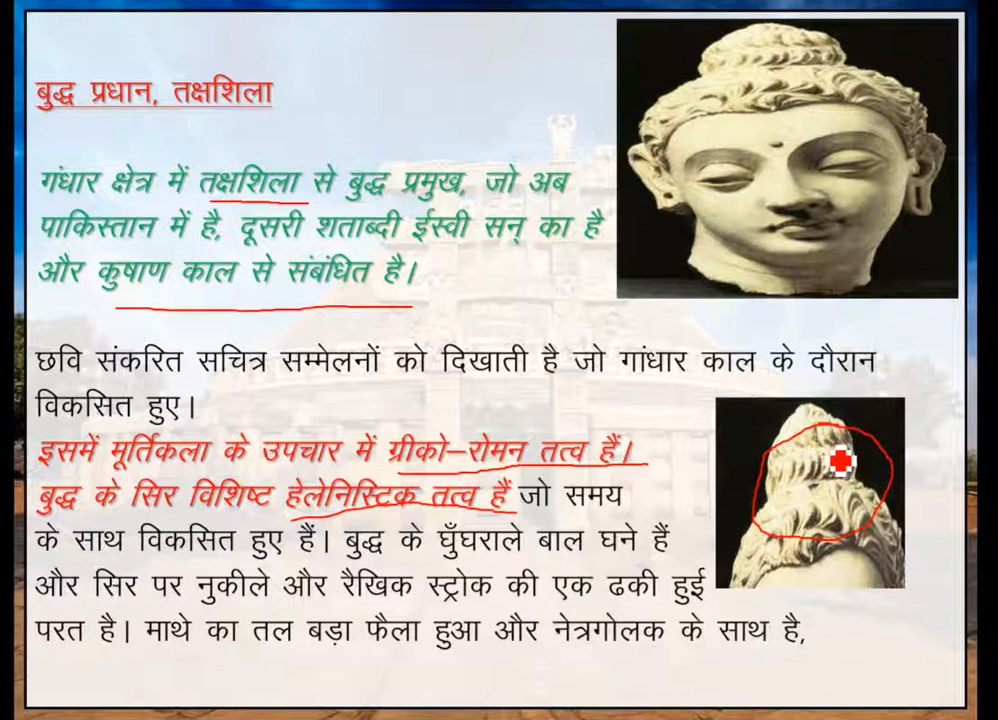 बुद्ध प्रधान, तक्षशिला
गंधार क्षेत्र में तक्षशिला से बुद्ध प्रमुख, जो अब
पाकिस्तान में है, दूसरी शताब्दी ईस्वी सन् का है
और कुषाण काल से संबंधित है।
छवि संकरित सचित्र सम्मेलनों को दिखाती है जो गांधार काल के दौरान
विकसित हुए।
इसमें मूर्तिकला के उपचार में ग्रीको–रोमन तत्व हैं।
बुद्ध के सिर विशिष्ट हेलेनिस्टिक तत्व हैं जो समय
के साथ विकसित हुए हैं। बुद्ध के घुँघराले बाल घने हैं
और सिर पर नुकीले और रैखिक स्ट्रोक की एक ढकी हुई
परत है। माथे का तल बड़ा फैला हुआ और नेत्रगोलक के साथ है,